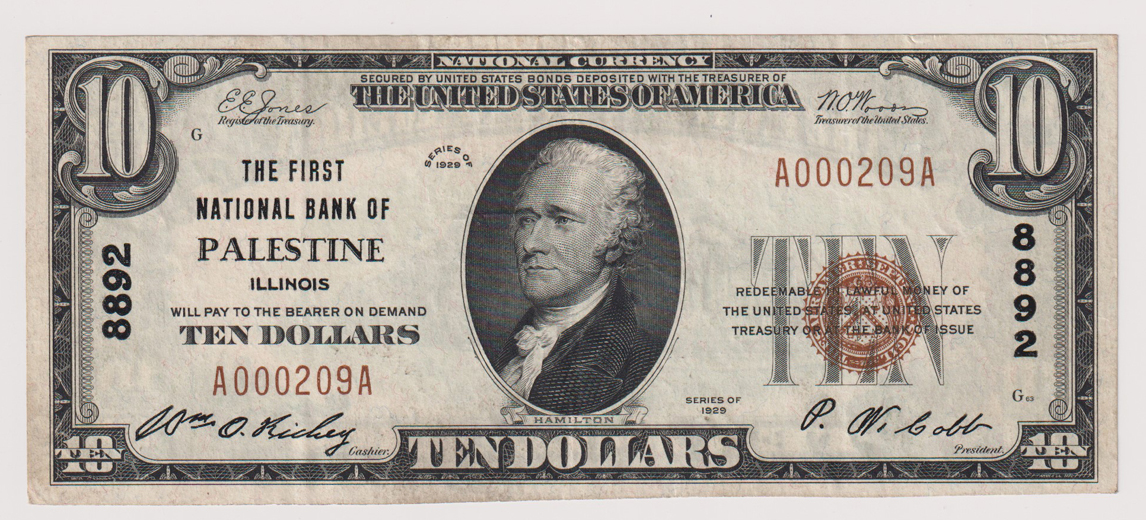 NATIONAL CURRENCY
SECURED BY UNITED STATES BONDS DEPOSITED WITH THE TREASURER OF
THE UNITED STATES OF AMERICA
10
10
E.E. Jones
Register of the Treasury.
W.O. Woods
Treasurer of the United States.
G
SERIES OF
1929
THE FIRST
NATIONAL BANK OF
PALESTINE
ILLINOIS
WILL PAY TO THE BEARER ON DEMAND
TEN DOLLARS
A000209A
8892
A000209A
TEN
REDEEMABLE IN LAWFUL MONEY OF
THE UNITED STATES AT UNITED STATES
TREASURY OR AT THE BANK OF ISSUE
8892
SERIES OF
1929
G63
HAMILTON
Wm O. Richey
Cashier.
P. W. Cobb
President.
10
TEN
TEN DOLLARS
10
TEN